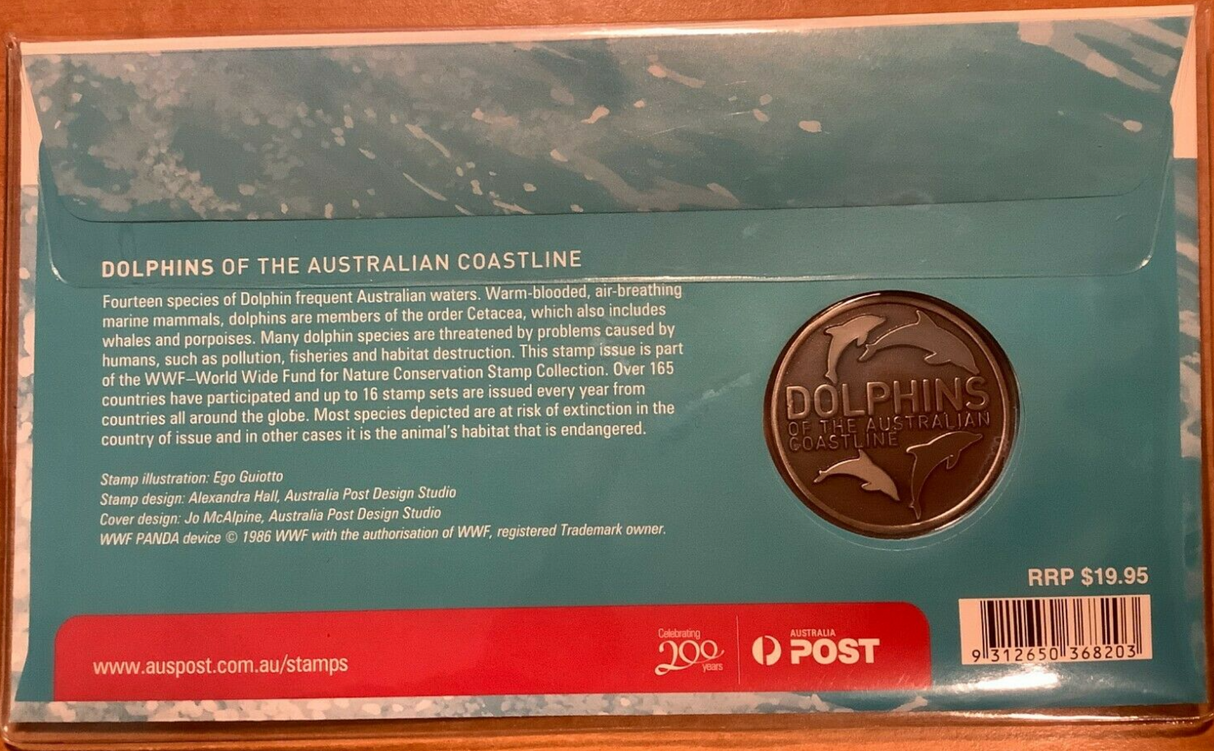 DOLPHINS OF THE AUSTRALIAN COASTLINE
Fourteen species of Dolphin frequent Australian waters. Warm-blooded, air-breathing
marine mammals, dolphins are members of the order Cetacea, which also includes
whales and porpoises. Many dolphin species are threatened by problems caused by
humans, such as pollution, fisheries and habitat destruction. This stamp issue is part
of the WWF–World Wide Fund for Nature Conservation Stamp Collection. Over 165
countries have participated and up to 16 stamp sets are issued every year from
countries all around the globe. Most species depicted are at risk of extinction in the
country of issue and in other cases it is the animal's habitat that is endangered.
Stamp illustration: Ego Guiotto
Stamp design: Alexandra Hall, Australia Post Design Studio
Cover design: Jo McAlpine, Australia Post Design Studio
WWF PANDA device © 1986 WWF with the authorisation of WWF, registered Trademark owner.
DOLPHINS
OF THE AUSTRALIAN
COASTLINE
RRP $19.95
9 312650 368203
www.auspost.com.au/stamps
Celebrating
200
years
AUSTRALIA
POST